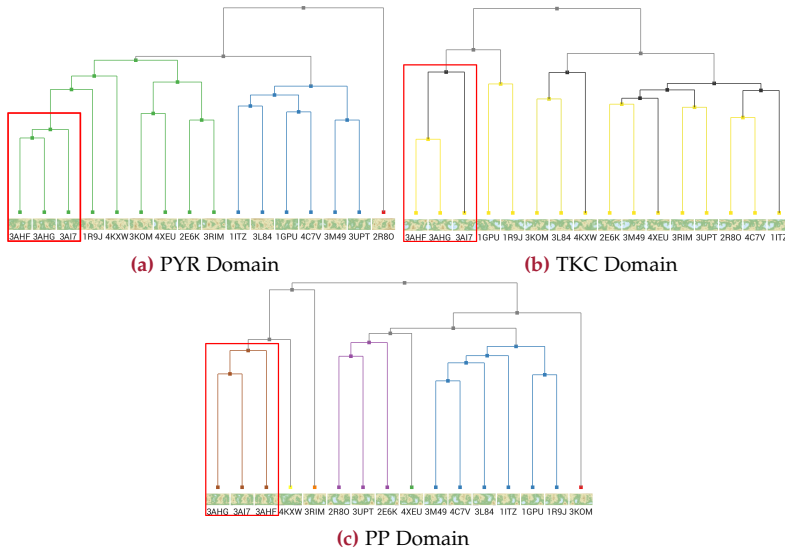 3AHF 3AHG 3AI7 1R9J 4KXW 3KOM 4XEU 2E6K 3RIM 1ITZ 3L84 1GPU 4C7V 3M49 3UPT 2R8O
(a) PYR Domain
3AHF 3AHG 3AI7 1GPU 1R9J 3KOM 3L84 4KXW 2E6K 3M49 4XEU 3RIM 3UPT 2R8O 4C7V 1ITZ
(b) TKC Domain
3AHG 3AI7 3AHF 4KXW 3RIM 2R8O 3UPT 2E6K 4XEU 3M49 4C7V 3L84 1ITZ 1GPU 1R9J 3KOM
(c) PP Domain